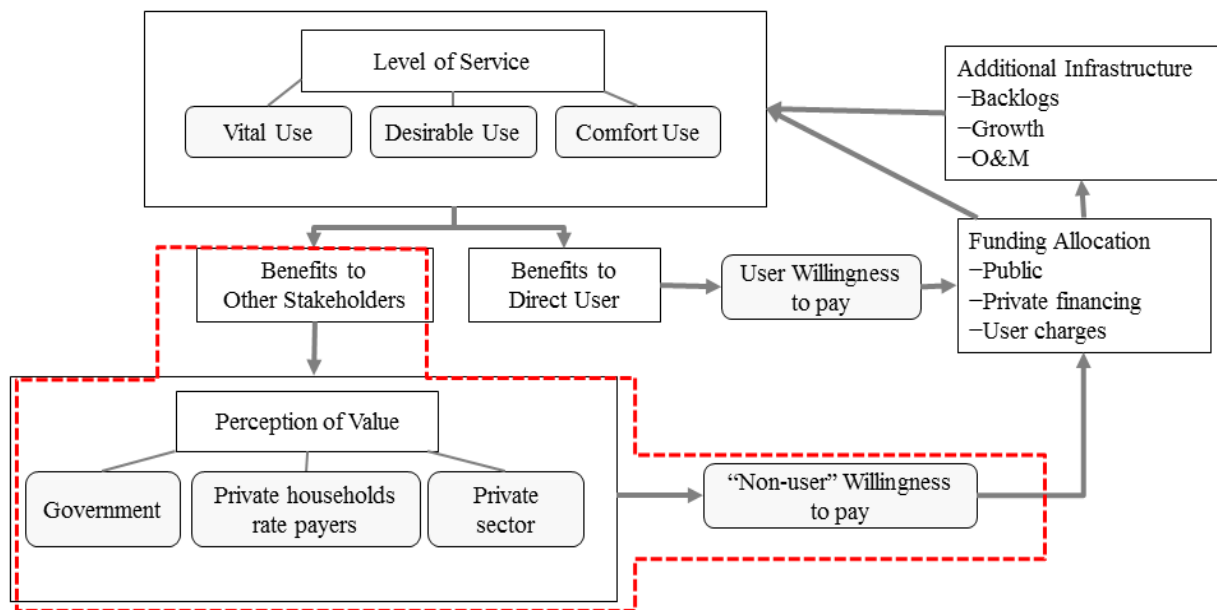 Level of Service
Vital Use
Desirable Use
Comfort Use
Additional Infrastructure
−Backlogs
−Growth
−O&M
Benefits to
Other Stakeholders
Benefits to
Direct User
User Willingness
to pay
Funding Allocation
−Public
−Private financing
−User charges
Perception of Value
Government
Private households
rate payers
Private
sector
“Non-user” Willingness
to pay